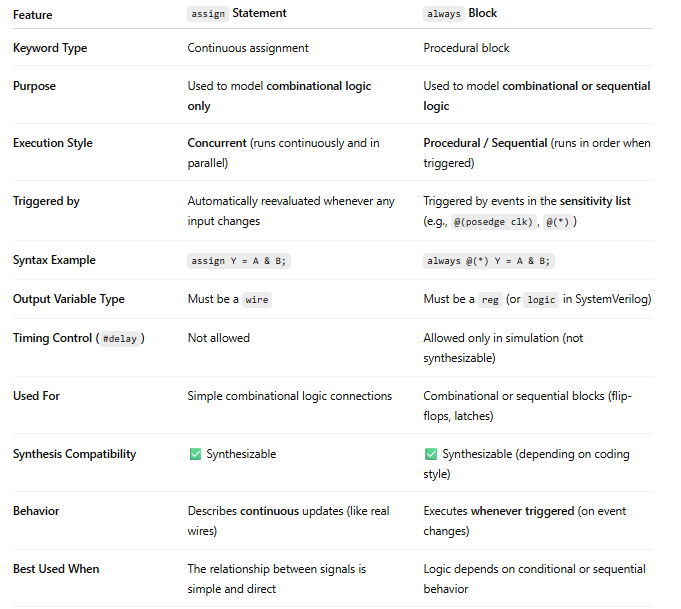 Feature assign Statement always Block
Keyword Type Continuous assignment Procedural block
Purpose Used to model combinational logic Used to model combinational or sequential
only logic
Execution Style Concurrent (runs continuously and in Procedural / Sequential (runs in order when
parallel) triggered)
Triggered by Automatically reevaluated whenever any Triggered by events in the sensitivity list
input changes (e.g., @(posedge clk) , @(*) )
Syntax Example assign Y = A & B; always @(*) Y = A & B;
Output Variable Type Must be a wire Must be a reg (or logic in SystemVerilog)
Timing Control ( #delay ) Not allowed Allowed only in simulation (not
synthesizable)
Used For Simple combinational logic connections Combinational or sequential blocks (flip-
flops, latches)
Synthesis Compatibility ✅ Synthesizable ✅ Synthesizable (depending on coding
style)
Behavior Describes continuous updates (like real Executes whenever triggered (on event
wires) changes)
Best Used When The relationship between signals is Logic depends on conditional or sequential
simple and direct behavior